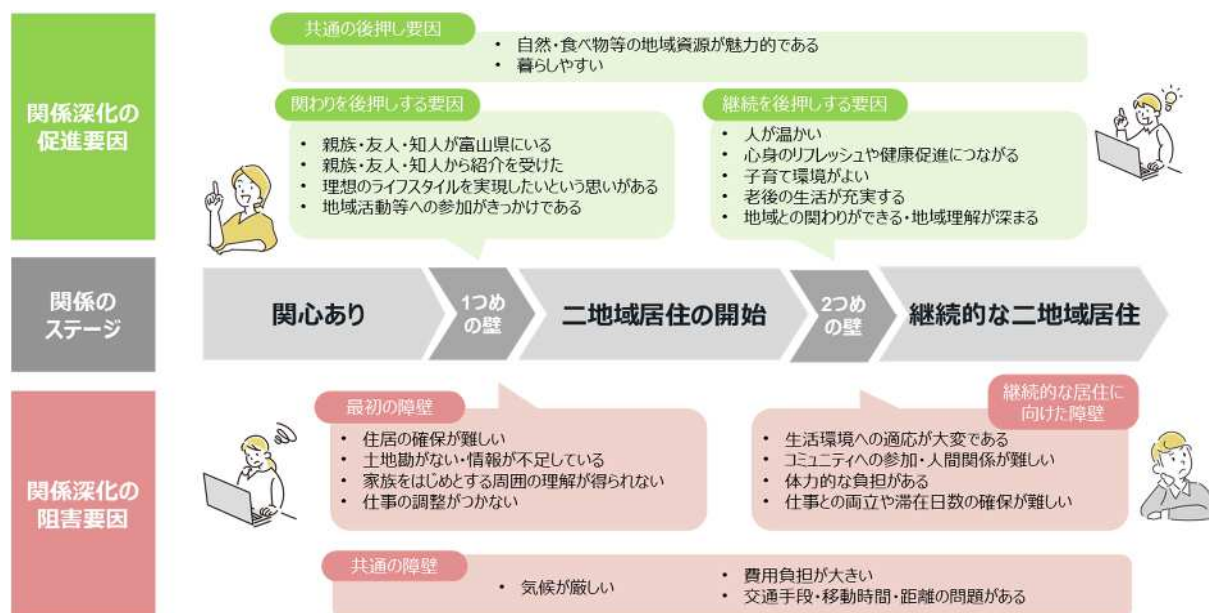 関係深化の
促進要因
共通の後押し要因
• 自然・食べ物等の地域資源が魅力的である
• 暮らしやすい
関わりを後押しする要因
• 親族・友人・知人が富山県にいる
• 親族・友人・知人から紹介を受けた
• 理想のライフスタイルを実現したいという思いがある
• 地域活動等への参加がきっかけである
継続を後押しする要因
• 人が温かい
• 心身のリフレッシュや健康促進につながる
• 子育て環境がよい
• 老後の生活が充実する
• 地域との関わりができる・地域理解が深まる
関係の
ステージ
関心あり
1つめ
の壁
二地域居住の開始
2つめ
の壁
継続的な二地域居住
関係深化の
阻害要因
最初の障壁
• 住居の確保が難しい
• 土地勘がない・情報が不足している
• 家族をはじめとする周囲の理解が得られない
• 仕事の調整がつかない
継続的な居住に
向けた障壁
• 生活環境への適応が大変である
• コミュニティへの参加・人間関係が難しい
• 体力的な負担がある
• 仕事との両立や滞在日数の確保が難しい
共通の障壁
• 気候が厳しい
• 費用負担が大きい
• 交通手段・移動時間・距離の問題がある